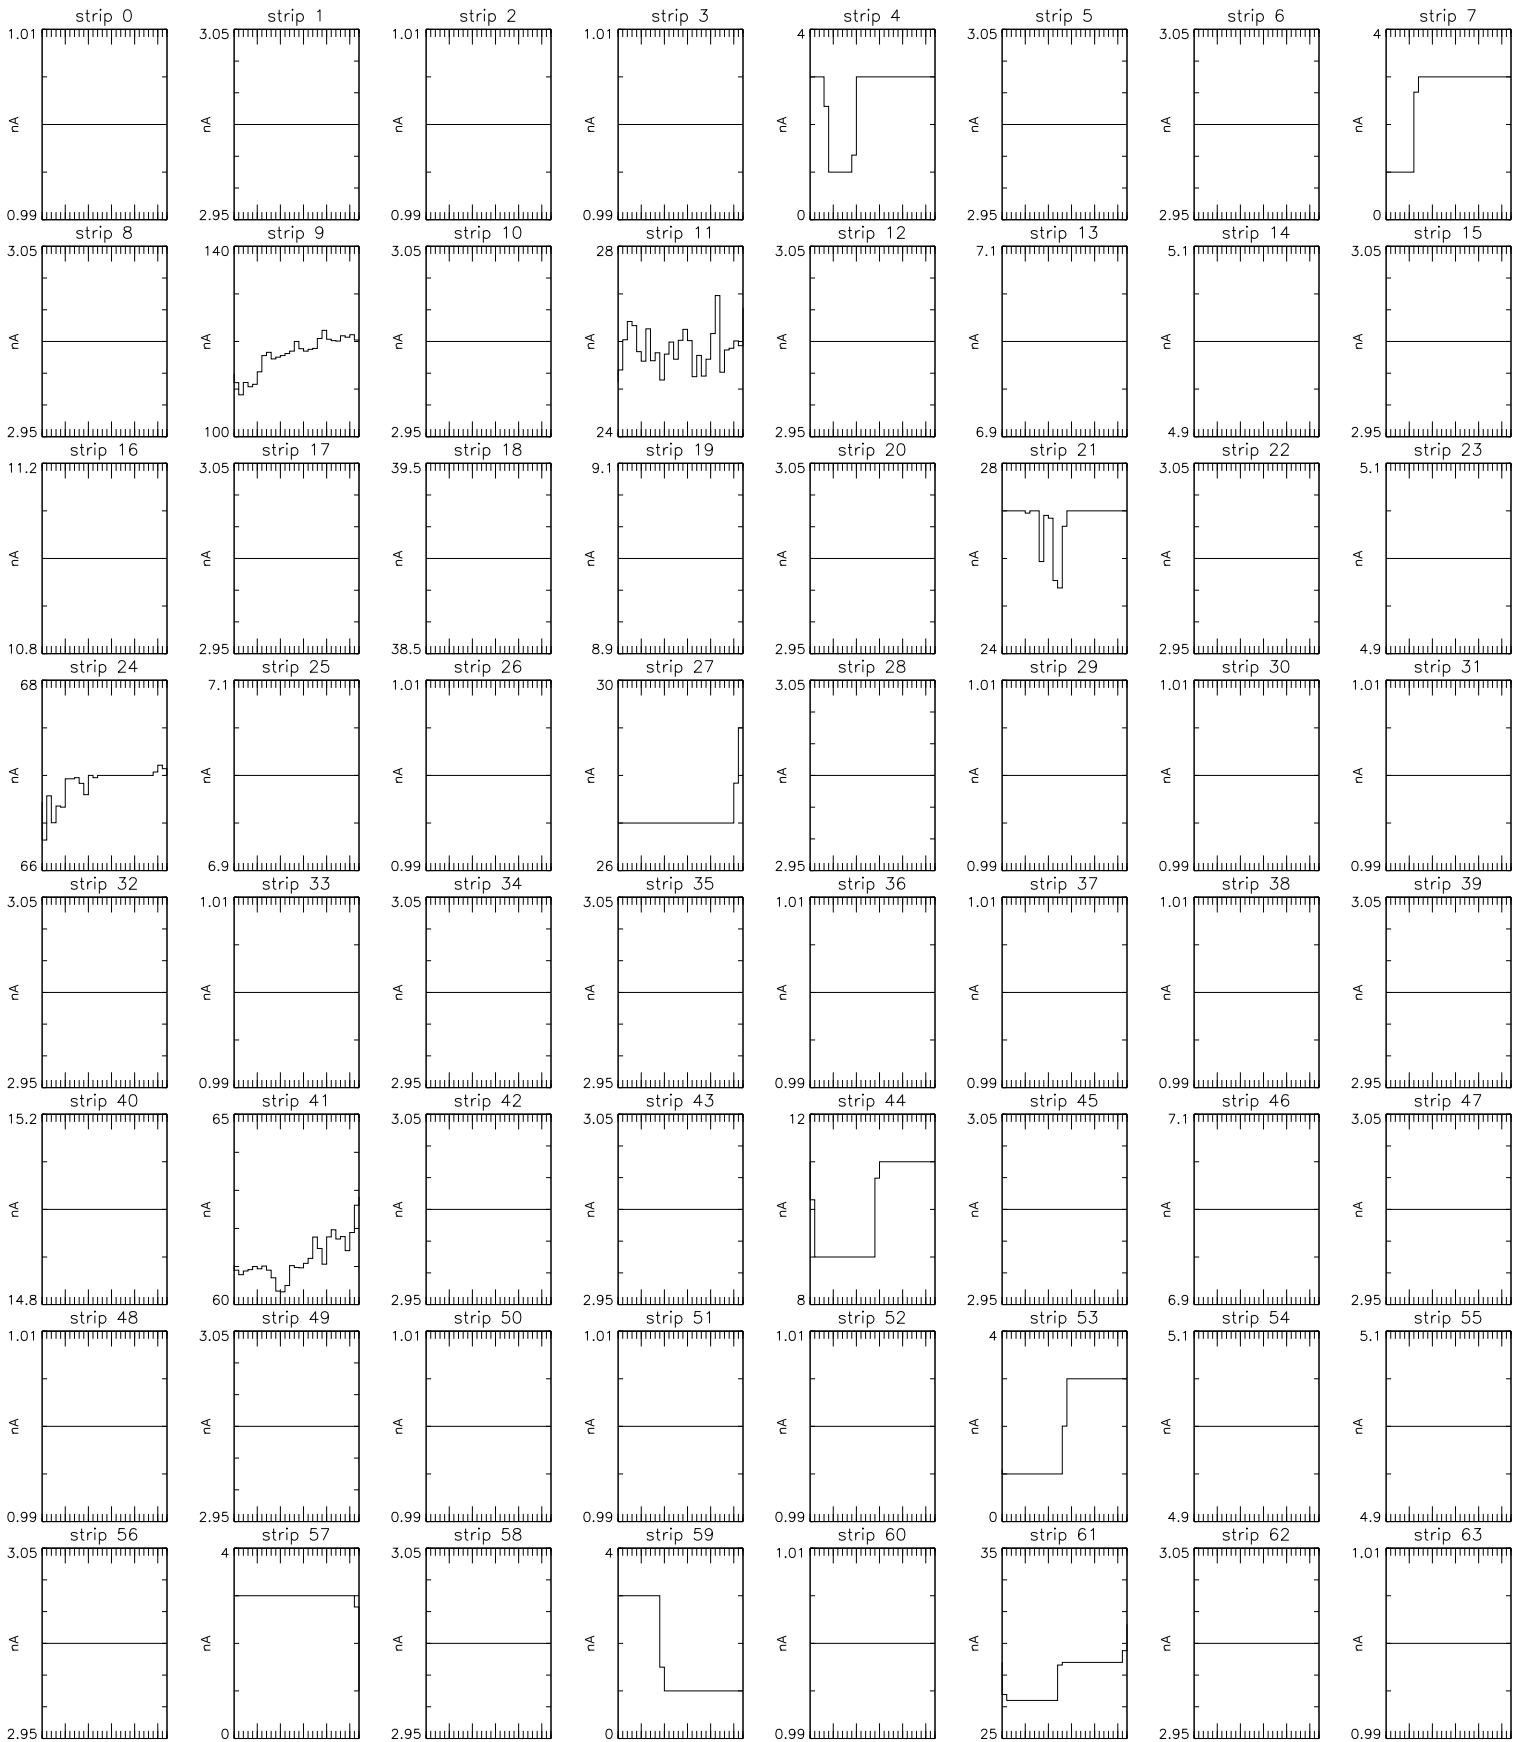 strip 0 strip 1 strip 2 strip 3 strip 4 strip 5 strip 6 strip 7
1.01 3.05 1.01 1.01 4 3.05 3.05 4
nA nA nA nA nA nA nA nA
0.99 2.95 0.99 0.99 0 2.95 2.95 0
strip 8 strip 9 strip 10 strip 11 strip 12 strip 13 strip 14 strip 15
3.05 140 3.05 28 3.05 7.1 5.1 3.05
nA nA nA nA nA nA nA nA
2.95 100 2.95 24 2.95 6.9 4.9 2.95
strip 16 strip 17 strip 18 strip 19 strip 20 strip 21 strip 22 strip 23
11.2 3.05 39.5 9.1 3.05 28 3.05 5.1
nA nA nA nA nA nA nA nA
10.8 2.95 38.5 8.9 2.95 24 2.95 4.9
strip 24 strip 25 strip 26 strip 27 strip 28 strip 29 strip 30 strip 31
68 7.1 1.01 30 3.05 1.01 1.01 1.01
nA nA nA nA nA nA nA nA
66 6.9 0.99 26 2.95 0.99 0.99 0.99
strip 32 strip 33 strip 34 strip 35 strip 36 strip 37 strip 38 strip 39
3.05 1.01 3.05 3.05 1.01 1.01 1.01 3.05
nA nA nA nA nA nA nA nA
2.95 0.99 2.95 2.95 0.99 0.99 0.99 2.95
strip 40 strip 41 strip 42 strip 43 strip 44 strip 45 strip 46 strip 47
15.2 65 3.05 3.05 12 3.05 7.1 3.05
nA nA nA nA nA nA nA nA
14.8 60 2.95 2.95 8 2.95 6.9 2.95
strip 48 strip 49 strip 50 strip 51 strip 52 strip 53 strip 54 strip 55
1.01 3.05 1.01 1.01 1.01 4 5.1 5.1
nA nA nA nA nA nA nA nA
0.99 2.95 0.99 0.99 0.99 0 4.9 4.9
strip 56 strip 57 strip 58 strip 59 strip 60 strip 61 strip 62 strip 63
3.05 4 3.05 4 1.01 35 3.05 1.01
nA nA nA nA nA nA nA nA
2.95 0 2.95 0 0.99 25 2.95 0.99